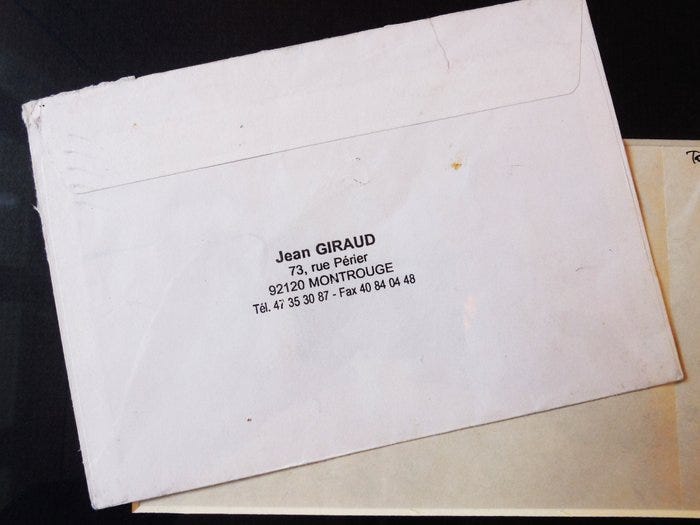 Jean GIRAUD
73, rue Périer
92120 MONTROUGE
Tél. 47 35 30 87 - Fax 40 84 04 48